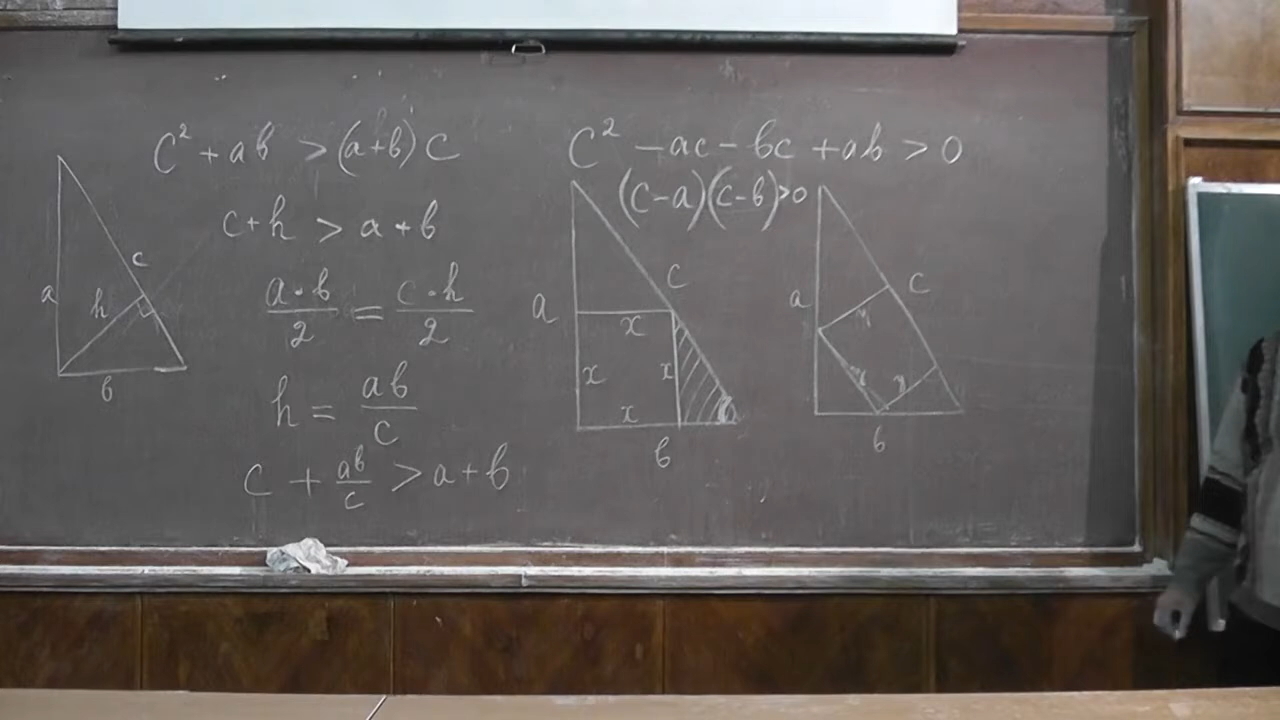 C² + ab > (a+b) C
c+h > a+b
a·b/2 = c·h/2
h = ab/c
c + ab/c > a+b
a
h
c
b
C² - ac - bc + ab > 0
(c-a)(c-b)>0
a
C
x
x
x
x
b
a
C
b